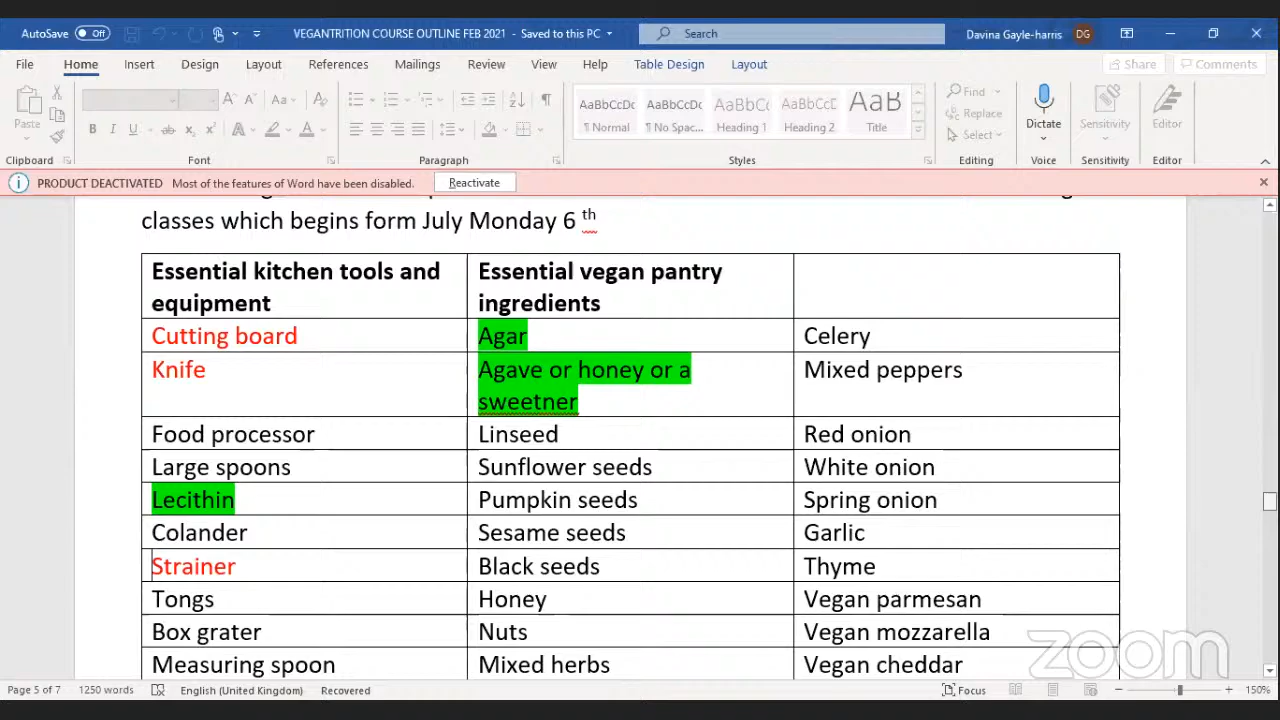 AutoSave Off VEGANTRITION COURSE OUTLINE FEB 2021 - Saved to this PC Search Davina Gayle-harris DG
File Home Insert Design Layout References Mailings Review View Help Table Design Layout Share Comments
Paste B I U ab x₂ x² A A A Aa AaBbCcDc AaBbCcDc AaBbCc AaBbCcD AaB Find Replace Select Dictate Sensitivity Editor
¶ Normal ¶ No Spac... Heading 1 Heading 2 Title
Clipboard Font Paragraph Styles Editing Voice Sensitivity Editor
PRODUCT DEACTIVATED Most of the features of Word have been disabled. Reactivate
classes which begins form July Monday 6 th
Essential kitchen tools and equipment
Essential vegan pantry ingredients
Cutting board Agar Celery
Knife Agave or honey or a sweetner Mixed peppers
Food processor Linseed Red onion
Large spoons Sunflower seeds White onion
Lecithin Pumpkin seeds Spring onion
Colander Sesame seeds Garlic
Strainer Black seeds Thyme
Tongs Honey Vegan parmesan
Box grater Nuts Vegan mozzarella
Measuring spoon Mixed herbs Vegan cheddar
zoom
Page 5 of 7 1250 words English (United Kingdom) Recovered Focus 150%